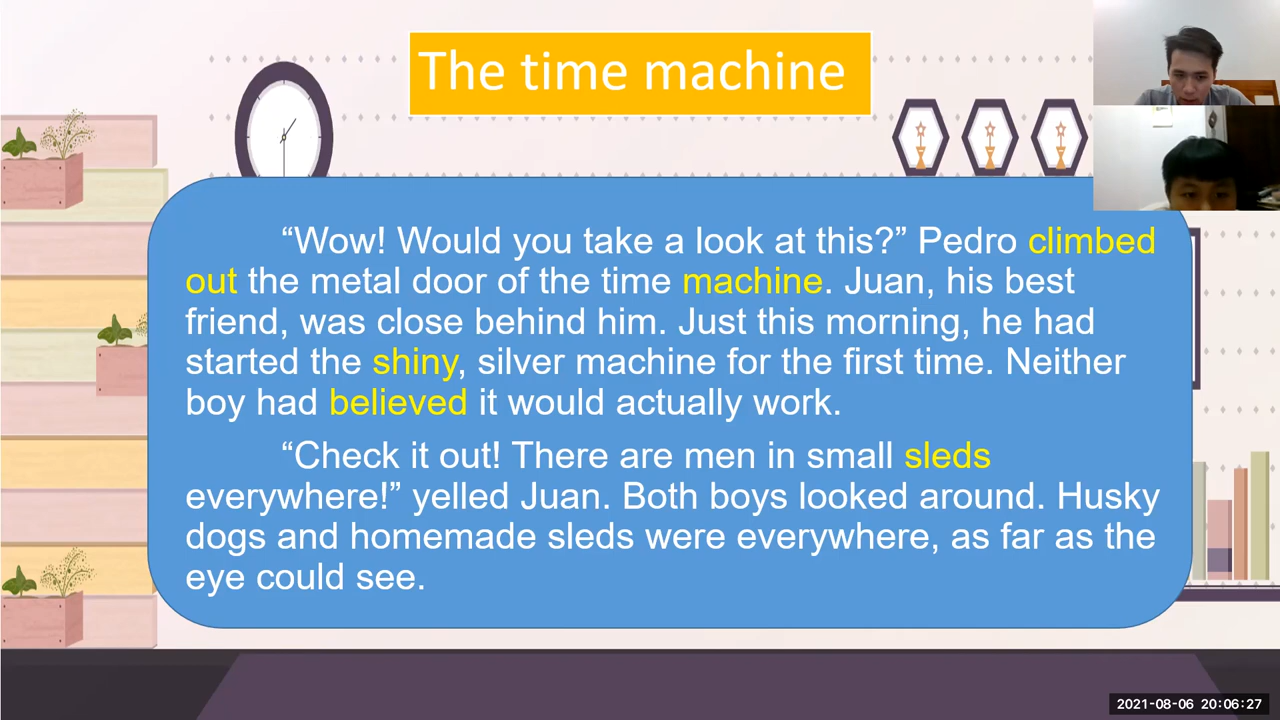 The time machine
“Wow! Would you take a look at this?” Pedro climbed
out the metal door of the time machine. Juan, his best
friend, was close behind him. Just this morning, he had
started the shiny, silver machine for the first time. Neither
boy had believed it would actually work.
“Check it out! There are men in small sleds
everywhere!” yelled Juan. Both boys looked around. Husky
dogs and homemade sleds were everywhere, as far as the
eye could see.
2021-08-06 20:06:27